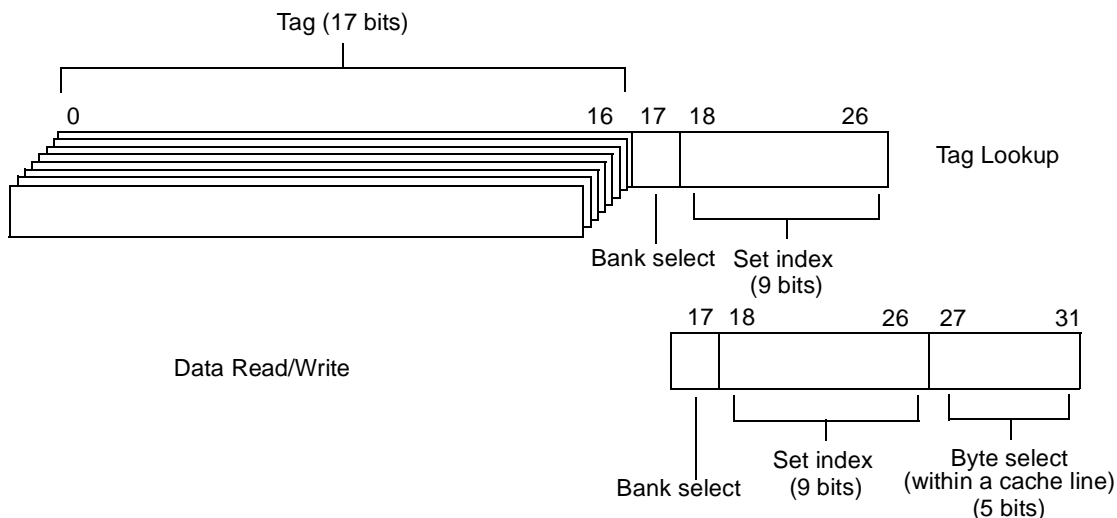 Tag (17 bits)
0 16 17 18 26
Tag Lookup
Bank select
Set index
(9 bits)
17 18 26 27 31
Data Read/Write
Bank select
Set index
(9 bits)
Byte select
(within a cache line)
(5 bits)